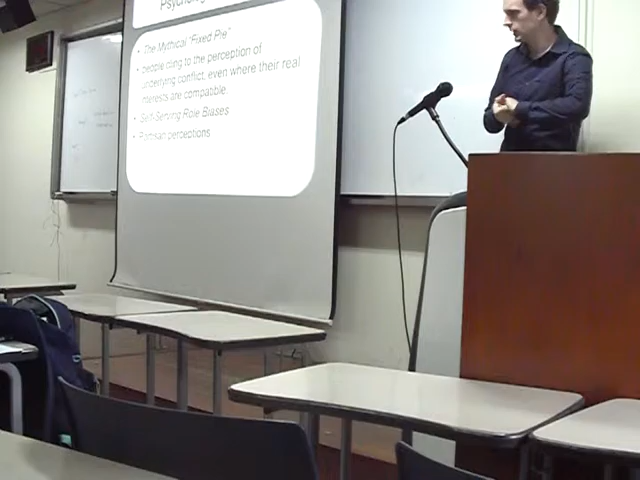 • The Mythical "Fixed Pie"
• people cling to the perception of
underlying conflict, even where their real
interests are compatible.
• Self-Serving Role Biases
• Partisan perceptions